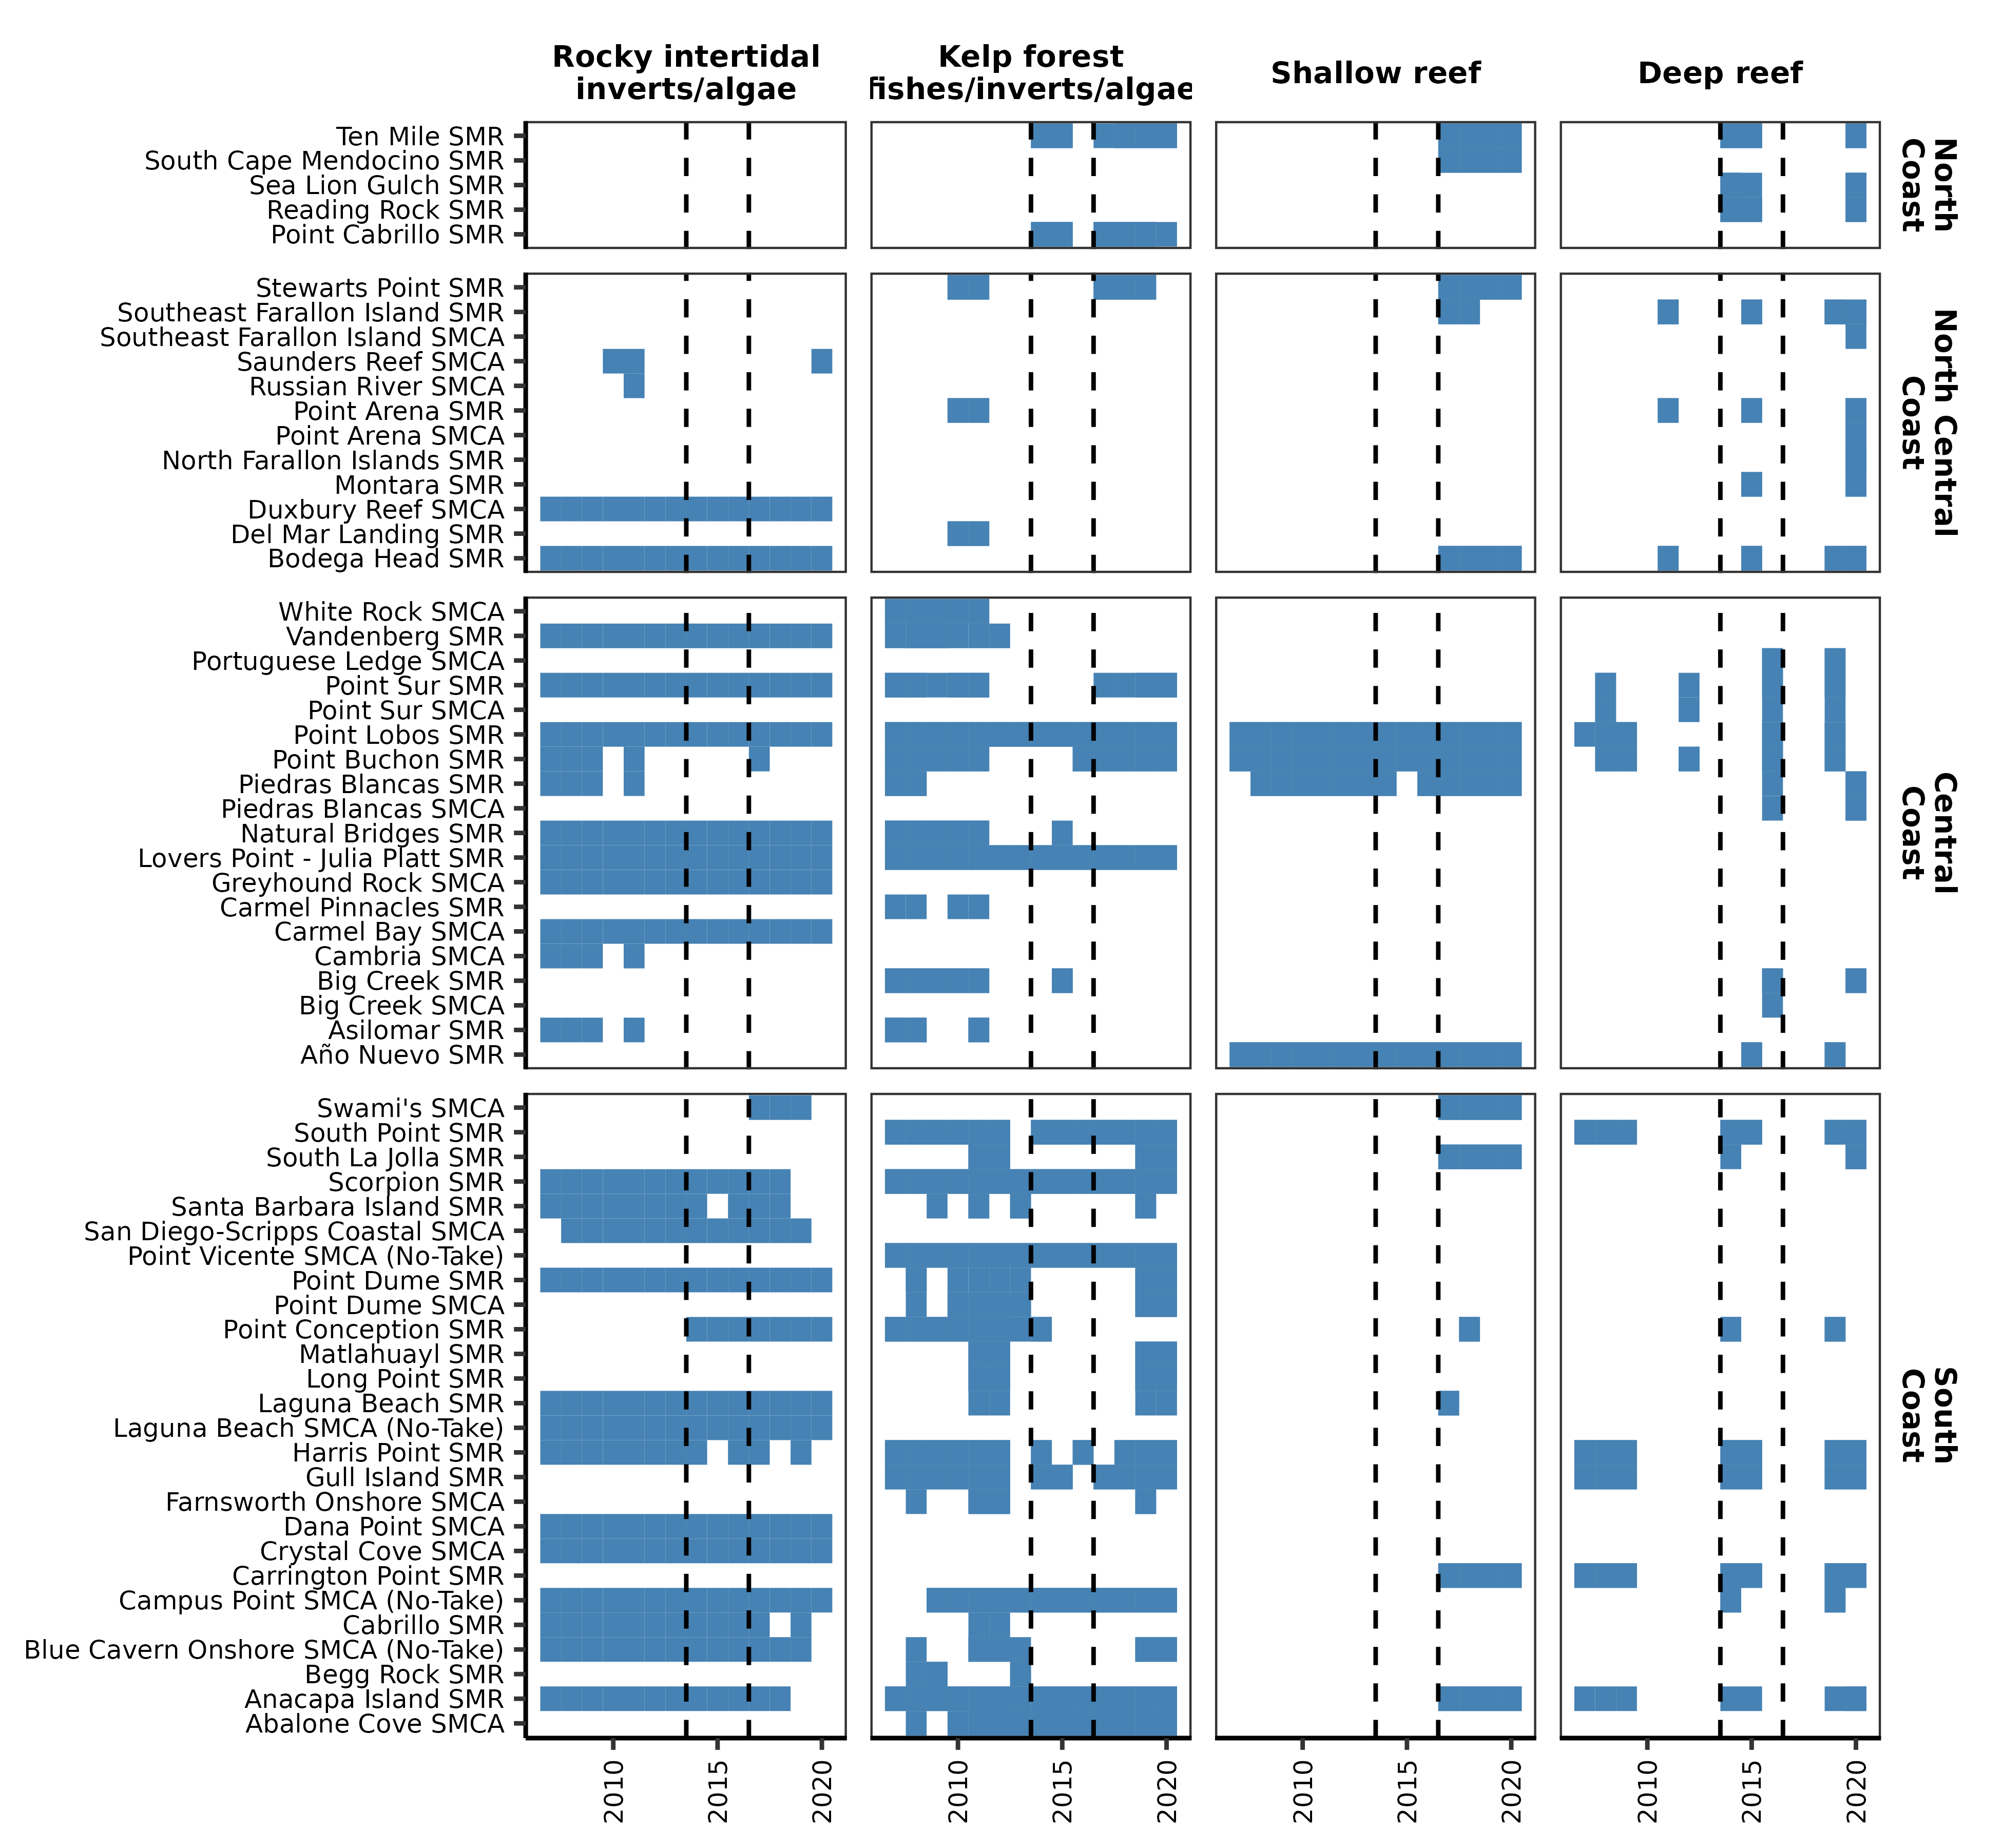 Rocky intertidal
inverts/algae
Kelp forest
fishes/inverts/algae
Shallow reef
Deep reef
Ten Mile SMR
South Cape Mendocino SMR
Sea Lion Gulch SMR
Reading Rock SMR
Point Cabrillo SMR
North
Coast
Stewarts Point SMR
Southeast Farallon Island SMR
Southeast Farallon Island SMCA
Saunders Reef SMCA
Russian River SMCA
Point Arena SMR
Point Arena SMCA
North Farallon Islands SMR
Montara SMR
Duxbury Reef SMCA
Del Mar Landing SMR
Bodega Head SMR
North Central
Coast
White Rock SMCA
Vandenberg SMR
Portuguese Ledge SMCA
Point Sur SMR
Point Sur SMCA
Point Lobos SMR
Point Buchon SMR
Piedras Blancas SMR
Piedras Blancas SMCA
Natural Bridges SMR
Lovers Point - Julia Platt SMR
Greyhound Rock SMCA
Carmel Pinnacles SMR
Carmel Bay SMCA
Cambria SMCA
Big Creek SMR
Big Creek SMCA
Asilomar SMR
Año Nuevo SMR
Central
Coast
Swami's SMCA
South Point SMR
South La Jolla SMR
Scorpion SMR
Santa Barbara Island SMR
San Diego-Scripps Coastal SMCA
Point Vicente SMCA (No-Take)
Point Dume SMR
Point Dume SMCA
Point Conception SMR
Matlahuayl SMR
Long Point SMR
Laguna Beach SMR
Laguna Beach SMCA (No-Take)
Harris Point SMR
Gull Island SMR
Farnsworth Onshore SMCA
Dana Point SMCA
Crystal Cove SMCA
Carrington Point SMR
Campus Point SMCA (No-Take)
Cabrillo SMR
Blue Cavern Onshore SMCA (No-Take)
Begg Rock SMR
Anacapa Island SMR
Abalone Cove SMCA
South
Coast
2010
2015
2020
2010
2015
2020
2010
2015
2020
2010
2015
2020